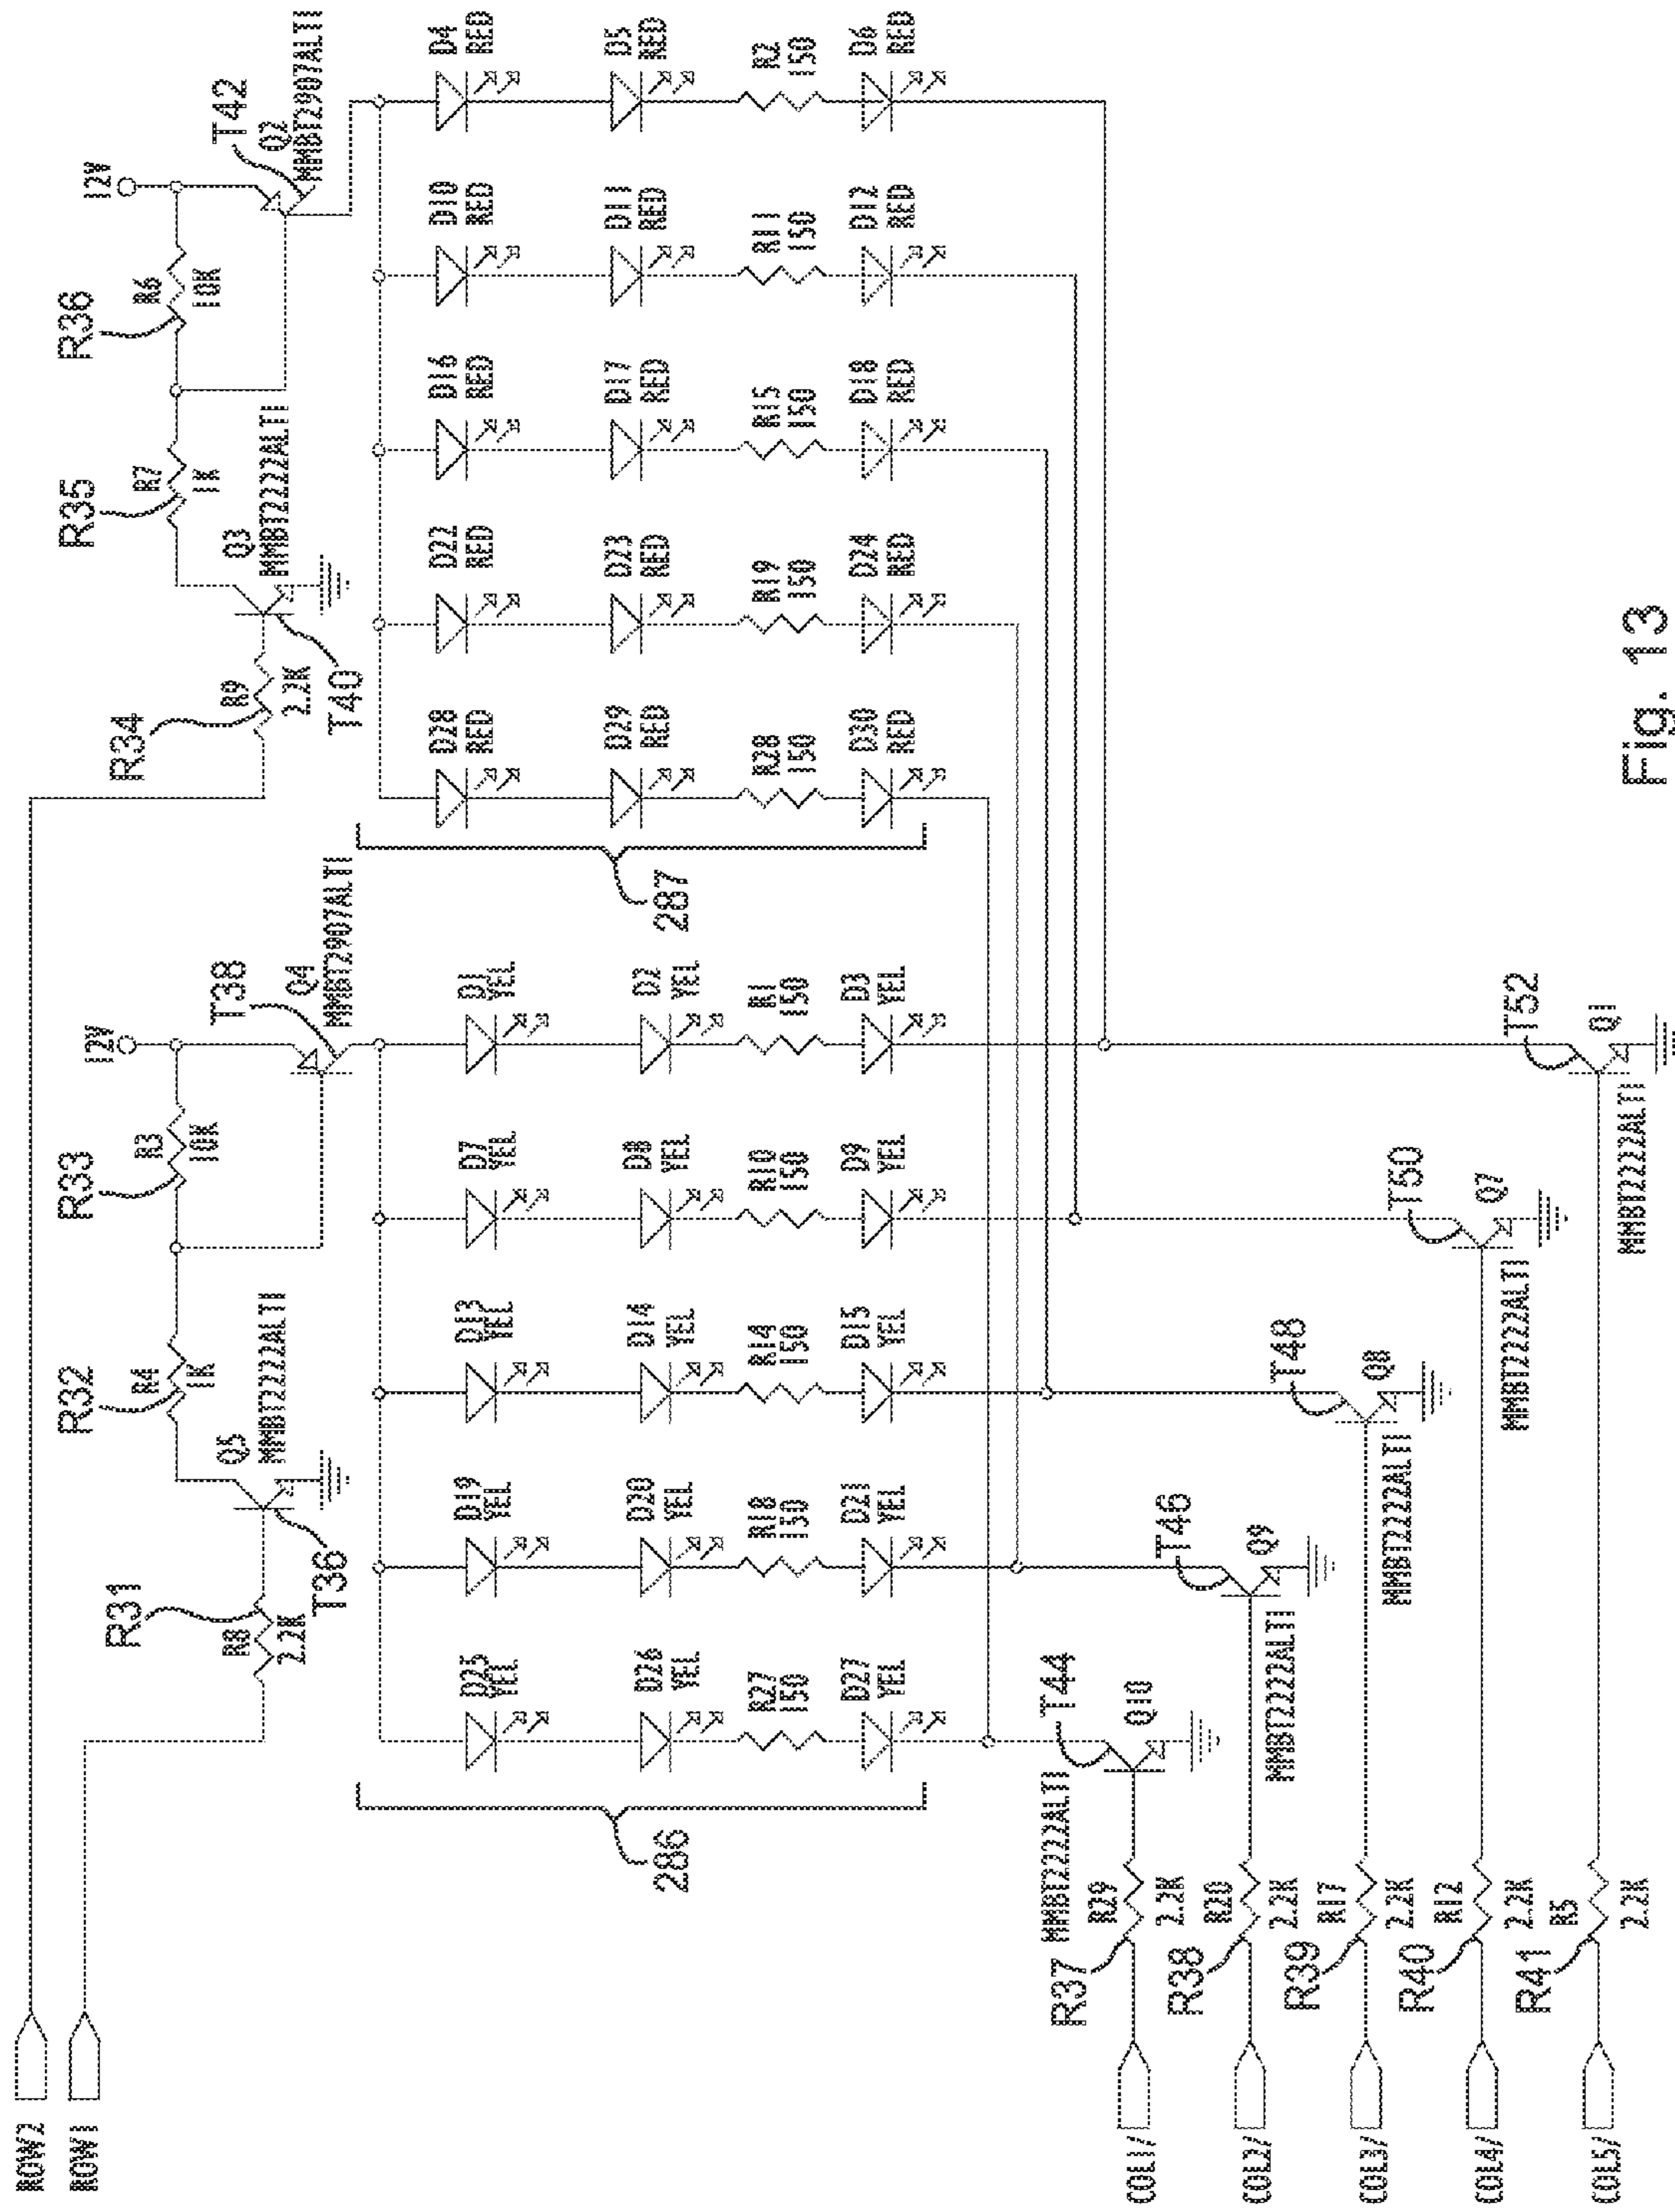 ROW2
ROW1
R31
R8
2.2K
T36
Q5
MMBT2222ALT1
R32
R4
1K
R33
R3
10K
12V
T38
Q4
MMBT2907ALT1
R34
R9
2.2K
T40
Q3
MMBT2222ALT1
R35
R7
1K
R36
R6
10K
12V
T42
Q2
MMBT2907ALT1
286
D25
YEL
D19
YEL
D13
YEL
D7
YEL
D1
YEL
D26
YEL
D20
YEL
D14
YEL
D8
YEL
D2
YEL
R27
150
R18
150
R14
150
R10
150
R1
150
D27
YEL
D21
YEL
D15
YEL
D9
YEL
D3
YEL
287
D28
RED
D22
RED
D16
RED
D10
RED
D4
RED
D29
RED
D23
RED
D17
RED
D11
RED
D5
RED
R28
150
R19
150
R15
150
R11
150
R2
150
D30
RED
D24
RED
D18
RED
D12
RED
D6
RED
COL1/
R37
R29
2.2K
MMBT2222ALT1
T44
Q10
COL2/
R38
R20
2.2K
MMBT2222ALT1
T46
Q9
COL3/
R39
R17
2.2K
MMBT2222ALT1
T48
Q8
COL4/
R40
R12
2.2K
MMBT2222ALT1
T50
Q7
COL5/
R41
R5
2.2K
MMBT2222ALT1
T52
Q1
Fig. 13